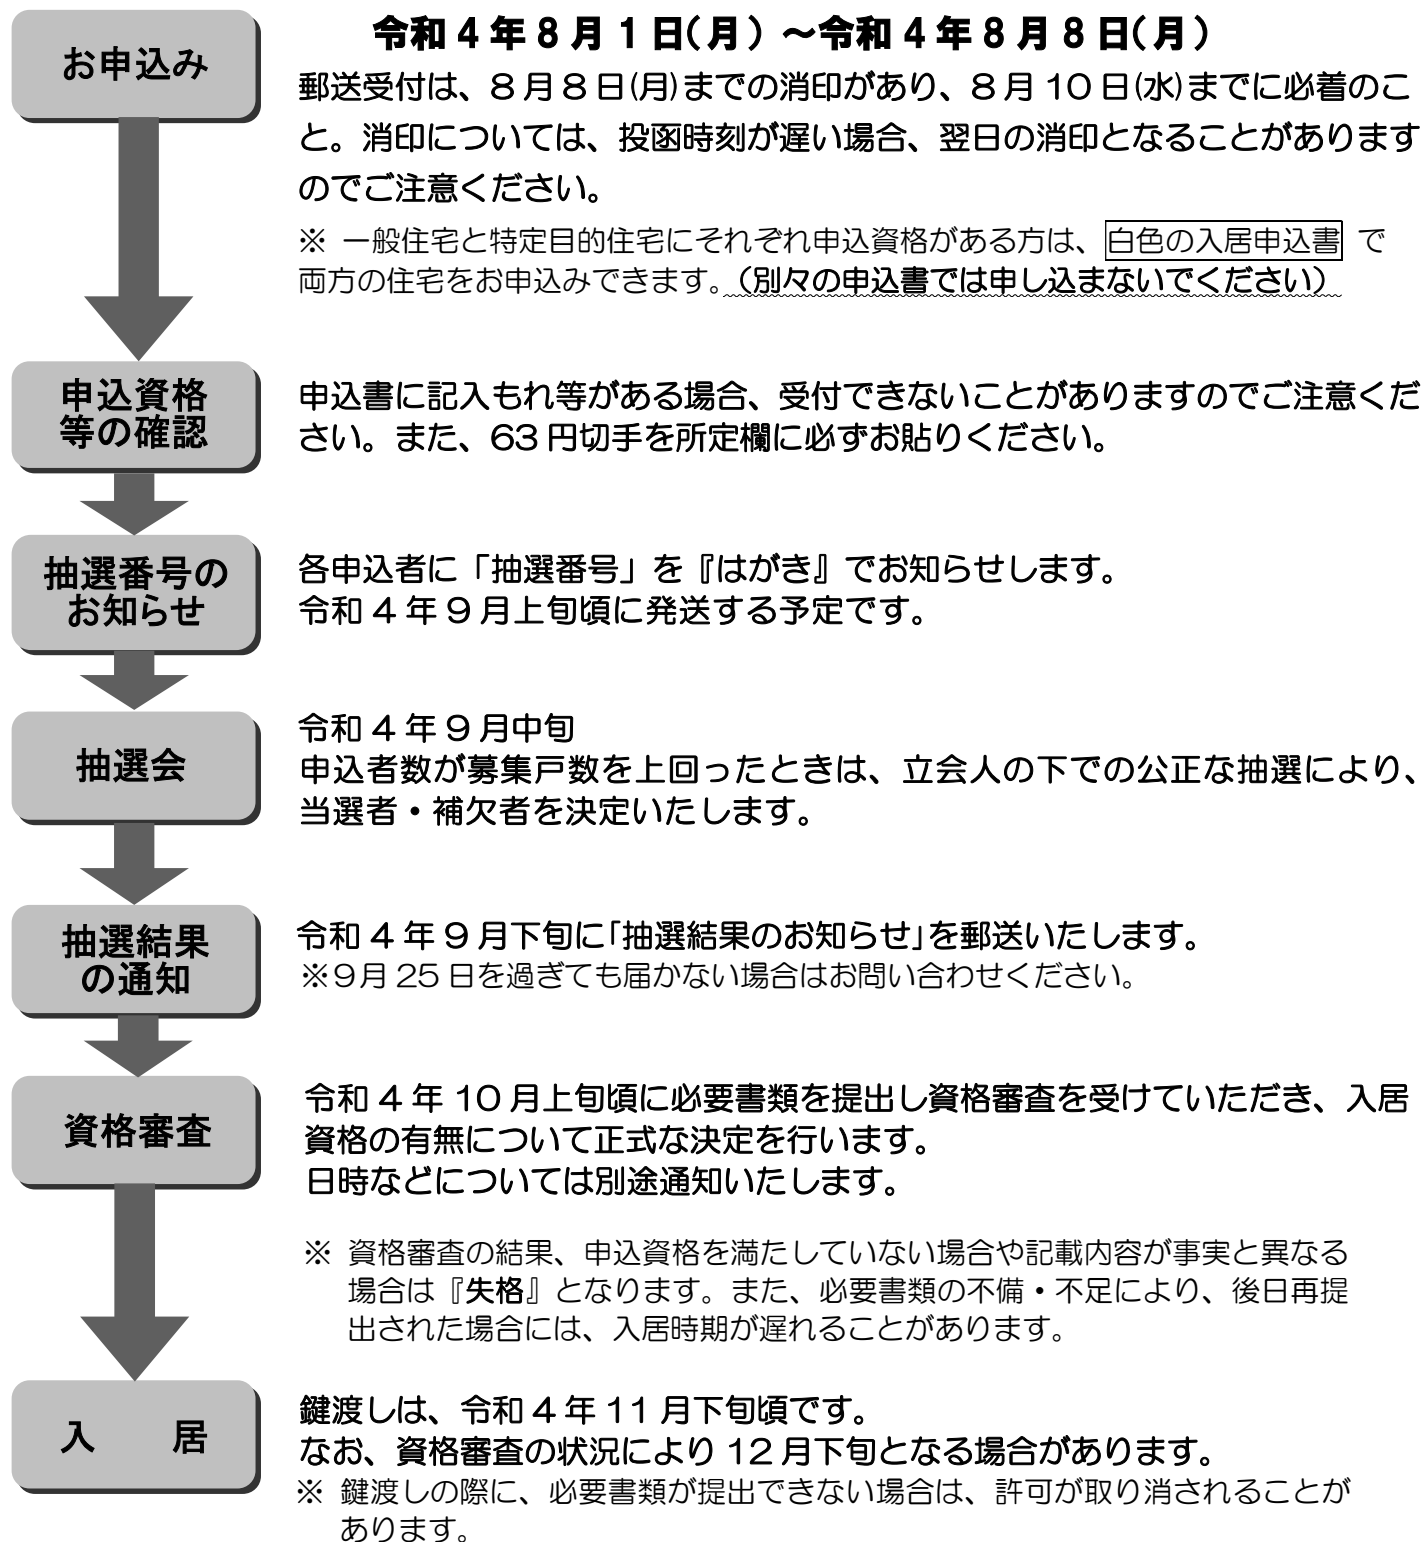 お申込み
令和4年8月1日(月)～令和4年8月8日(月)
郵送受付は、8月8日(月)までの消印があり、8月10日(水)までに必着のこ
と。消印については、投函時刻が遅い場合、翌日の消印となることがあります
のでご注意ください。
※ 一般住宅と特定目的住宅にそれぞれ申込資格がある方は、白色の入居申込書 で
両方の住宅をお申込みできます。（別々の申込書では申し込まないでください）
申込資格
等の確認
申込書に記入もれ等がある場合、受付できないことがありますのでご注意くだ
さい。また、63円切手を所定欄に必ずお貼りください。
抽選番号の
お知らせ
各申込者に「抽選番号」を『はがき』でお知らせします。
令和4年9月上旬頃に発送する予定です。
抽選会
令和4年9月中旬
申込者数が募集戸数を上回ったときは、立会人の下での公正な抽選により、
当選者・補欠者を決定いたします。
抽選結果
の通知
令和4年9月下旬に「抽選結果のお知らせ」を郵送いたします。
※9月25日を過ぎても届かない場合はお問い合わせください。
資格審査
令和4年10月上旬頃に必要書類を提出し資格審査を受けていただき、入居
資格の有無について正式な決定を行います。
日時などについては別途通知いたします。
※ 資格審査の結果、申込資格を満たしていない場合や記載内容が事実と異なる
場合は『失格』となります。また、必要書類の不備・不足により、後日再提
出された場合には、入居時期が遅れることがあります。
入　居
鍵渡しは、令和4年11月下旬頃です。
なお、資格審査の状況により12月下旬となる場合があります。
※ 鍵渡しの際に、必要書類が提出できない場合は、許可が取り消されることが
あります。